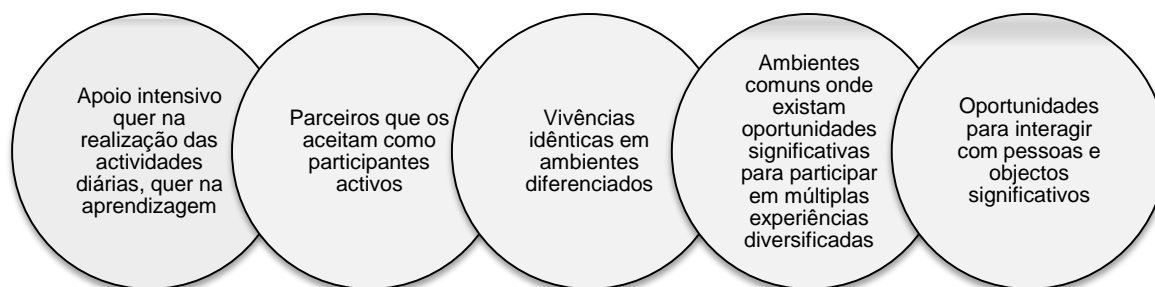 Apoio intensivo
quer na
realização das
actividades
diárias, quer na
aprendizagem
Parceiros que os
aceitam como
participantes
activos
Vivências
idênticas em
ambientes
diferenciados
Ambientes
comuns onde
existam
oportunidades
significativas
para participar
em múltiplas
experiências
diversificadas
Oportunidades
para interagir
com pessoas e
objectos
significativos